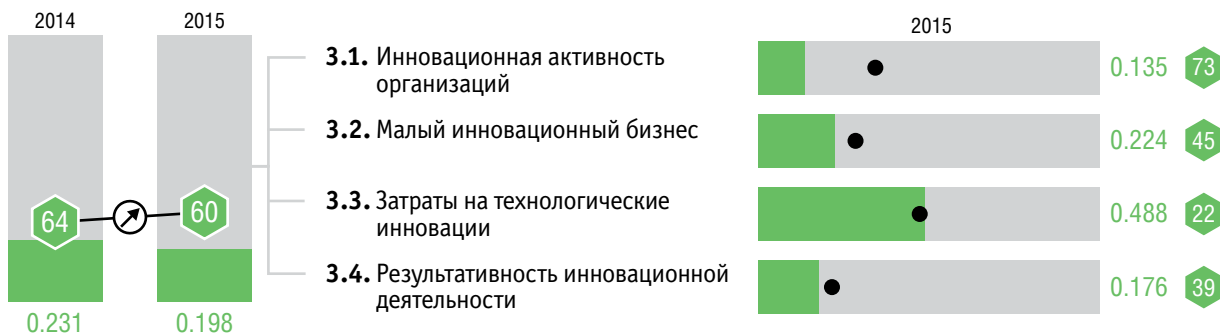 2014
2015
64
60
0.231
0.198
2015
3.1. Инновационная активность
организаций
0.135
73
3.2. Малый инновационный бизнес
0.224
45
3.3. Затраты на технологические
инновации
0.488
22
3.4. Результативность инновационной
деятельности
0.176
39